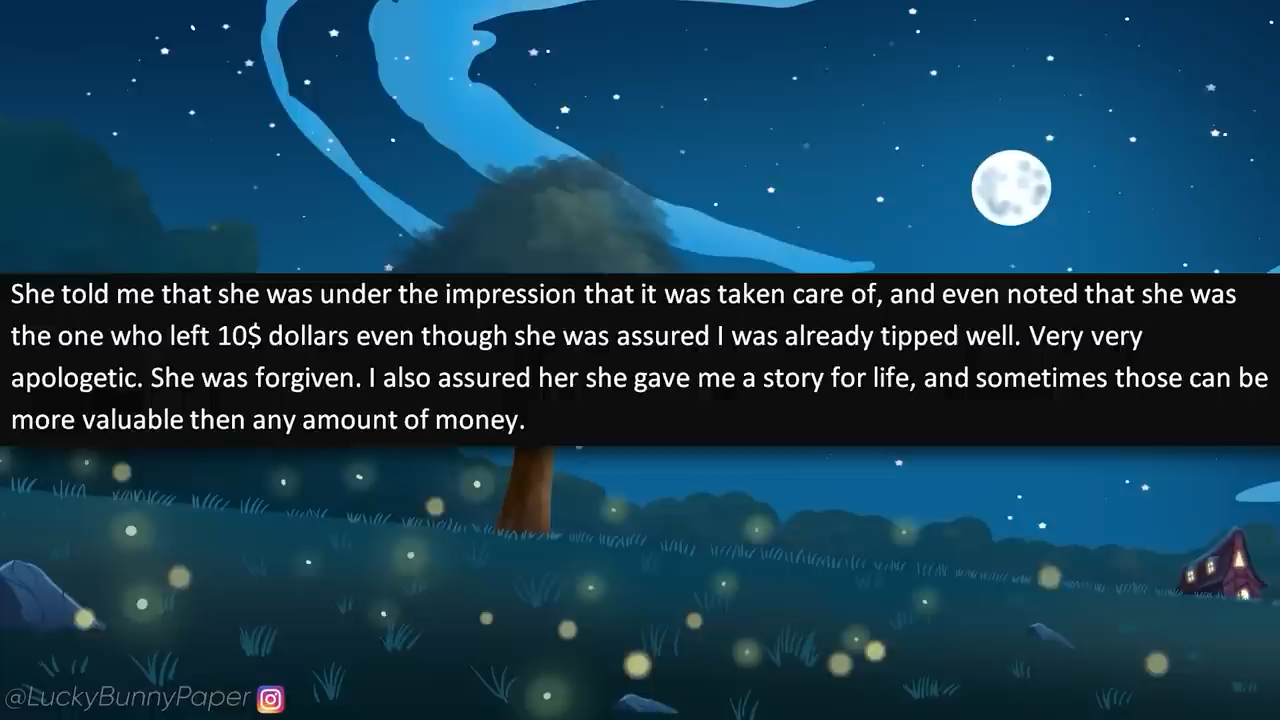 She told me that she was under the impression that it was taken care of, and even noted that she was
the one who left 10$ dollars even though she was assured I was already tipped well. Very very
apologetic. She was forgiven. I also assured her she gave me a story for life, and sometimes those can be
more valuable then any amount of money.
@LuckyBunnyPaper